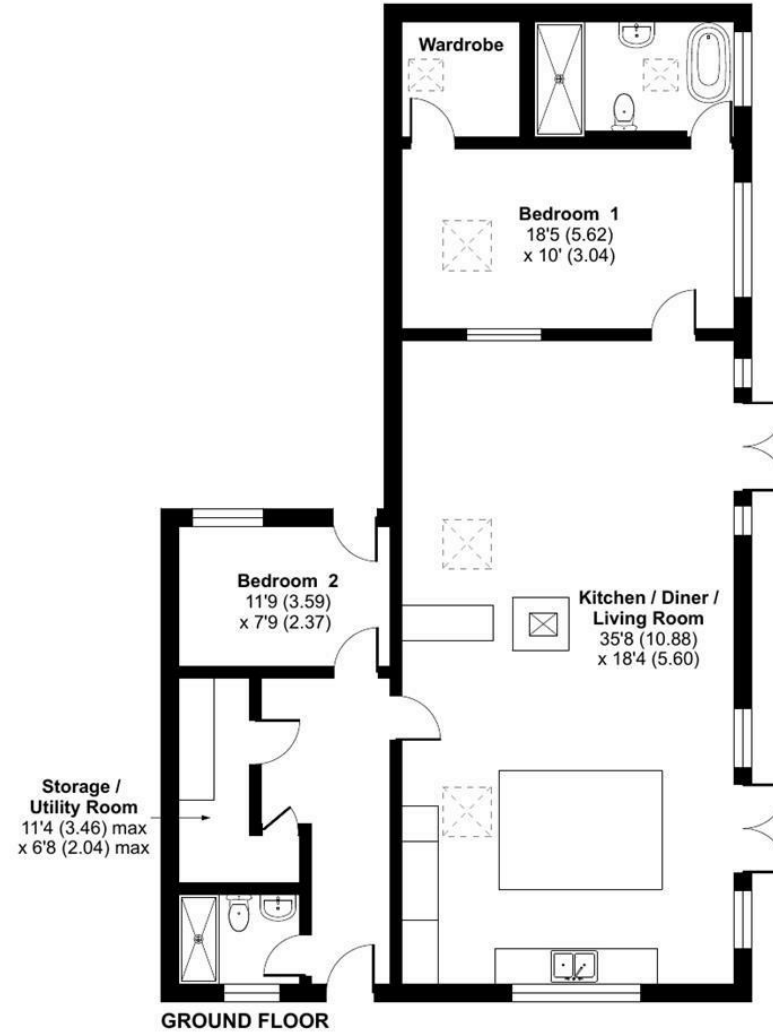 Wardrobe
Bedroom 1
18'5 (5.62)
x 10' (3.04)
Bedroom 2
11'9 (3.59)
x 7'9 (2.37)
Kitchen / Diner /
Living Room
35'8 (10.88)
x 18'4 (5.60)
Storage /
Utility Room
11'4 (3.46) max
x 6'8 (2.04) max
GROUND FLOOR